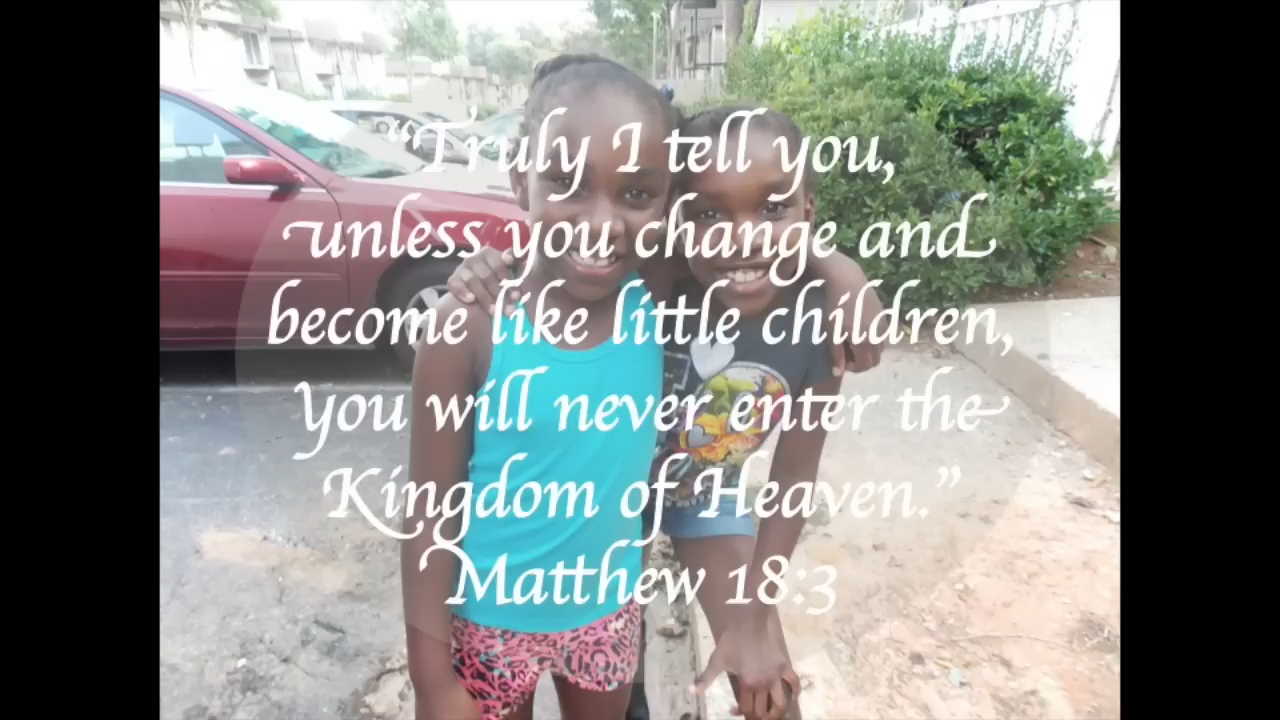 “Truly I tell you,
unless you change and
become like little children,
You will never enter the
Kingdom of Heaven.”
Matthew 18:3